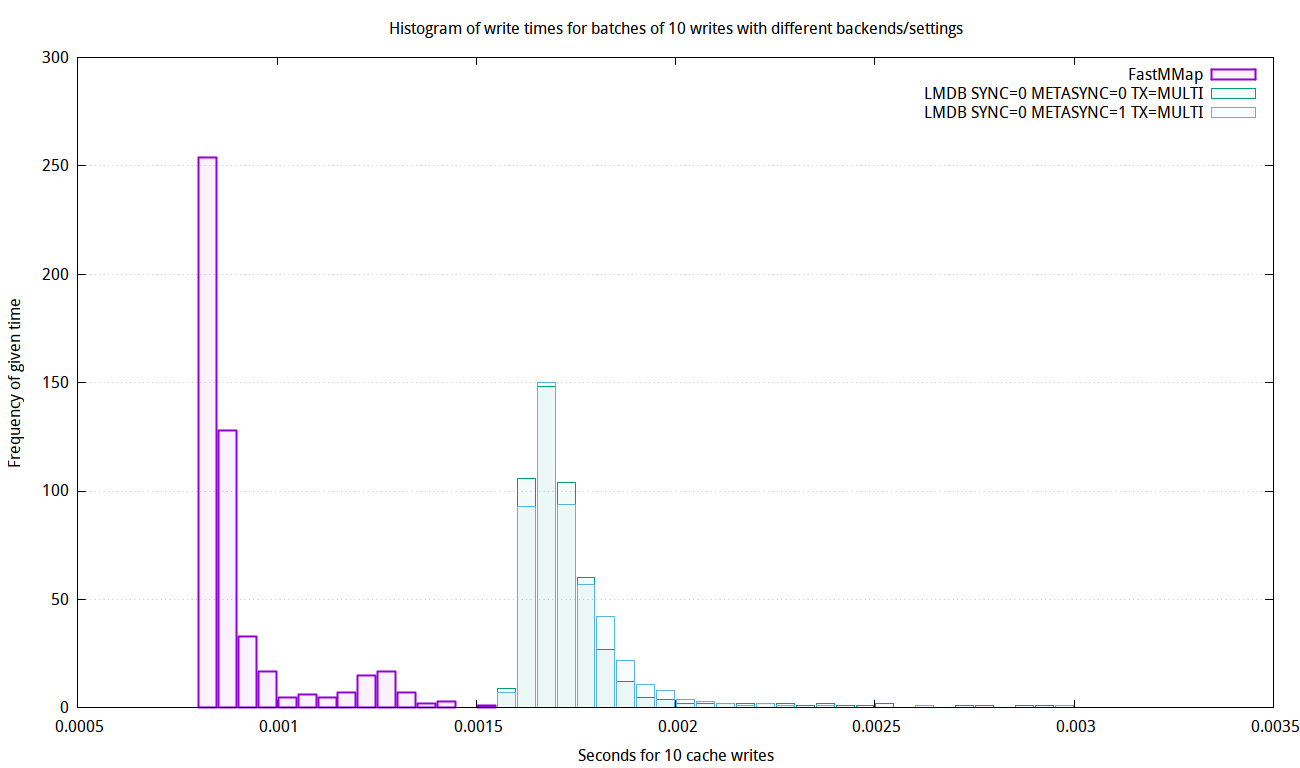 Histogram of write times for batches of 10 writes with different backends/settings
FastMMap
LMDB SYNC=0 METASYNC=0 TX=MULTI
LMDB SYNC=0 METASYNC=1 TX=MULTI
300
250
200
150
100
50
0
Frequency of given time
0.0005 0.001 0.0015 0.002 0.0025 0.003 0.0035
Seconds for 10 cache writes